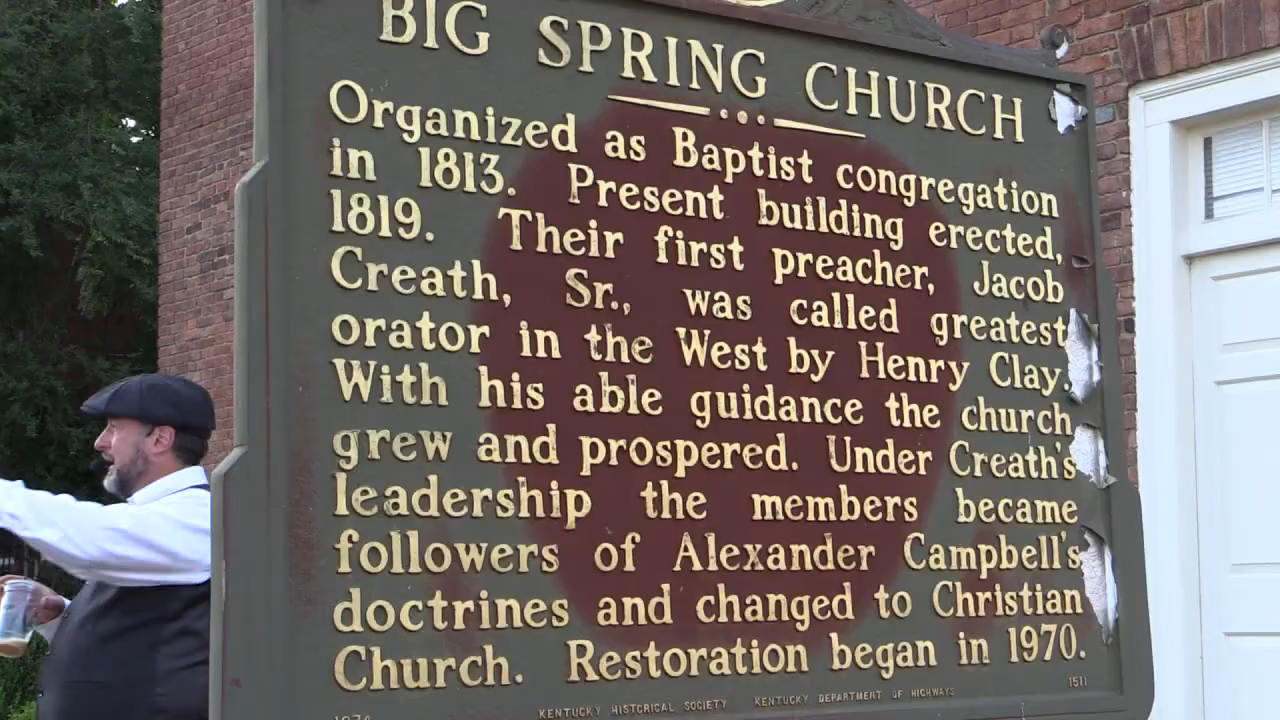 BIG SPRING CHURCH
Organized as Baptist congregation
in 1813. Present building erected,
1819. Their first preacher, Jacob
Creath, Sr., was called greatest
orator in the West by Henry Clay.
With his able guidance the church
grew and prospered. Under Creath's
leadership the members became
followers of Alexander Campbell's
doctrines and changed to Christian
Church. Restoration began in 1970.
1511
1974 KENTUCKY HISTORICAL SOCIETY KENTUCKY DEPARTMENT OF HIGHWAYS